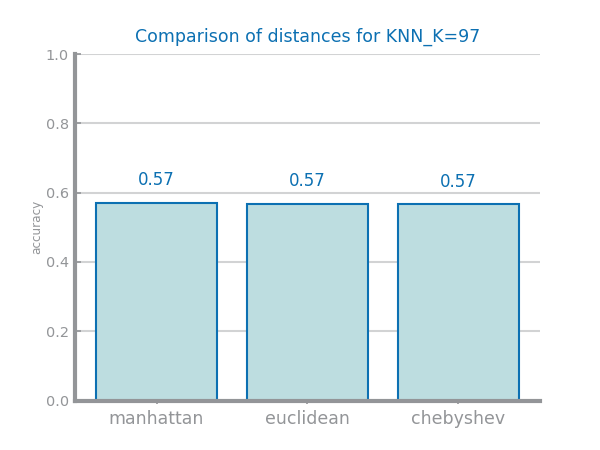 Comparison of distances for KNN_K=97
1.0
0.8
0.6
0.4
0.2
0.0
accuracy
0.57
0.57
0.57
manhattan
euclidean
chebyshev